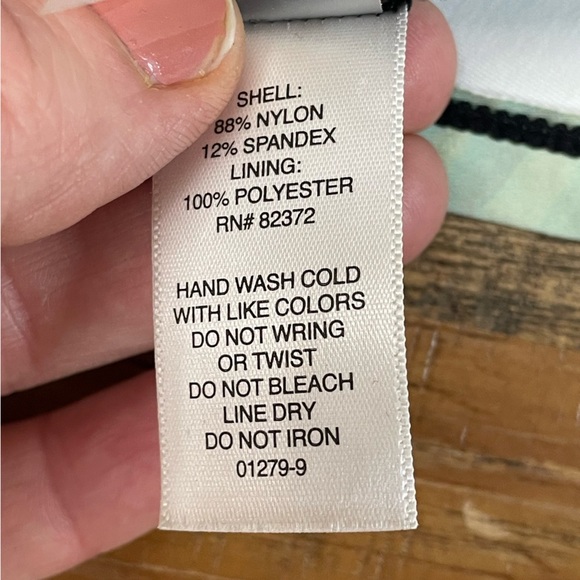 SHELL:
88% NYLON
12% SPANDEX
LINING:
100% POLYESTER
RN# 82372
HAND WASH COLD
WITH LIKE COLORS
DO NOT WRING
OR TWIST
DO NOT BLEACH
LINE DRY
DO NOT IRON
01279-9